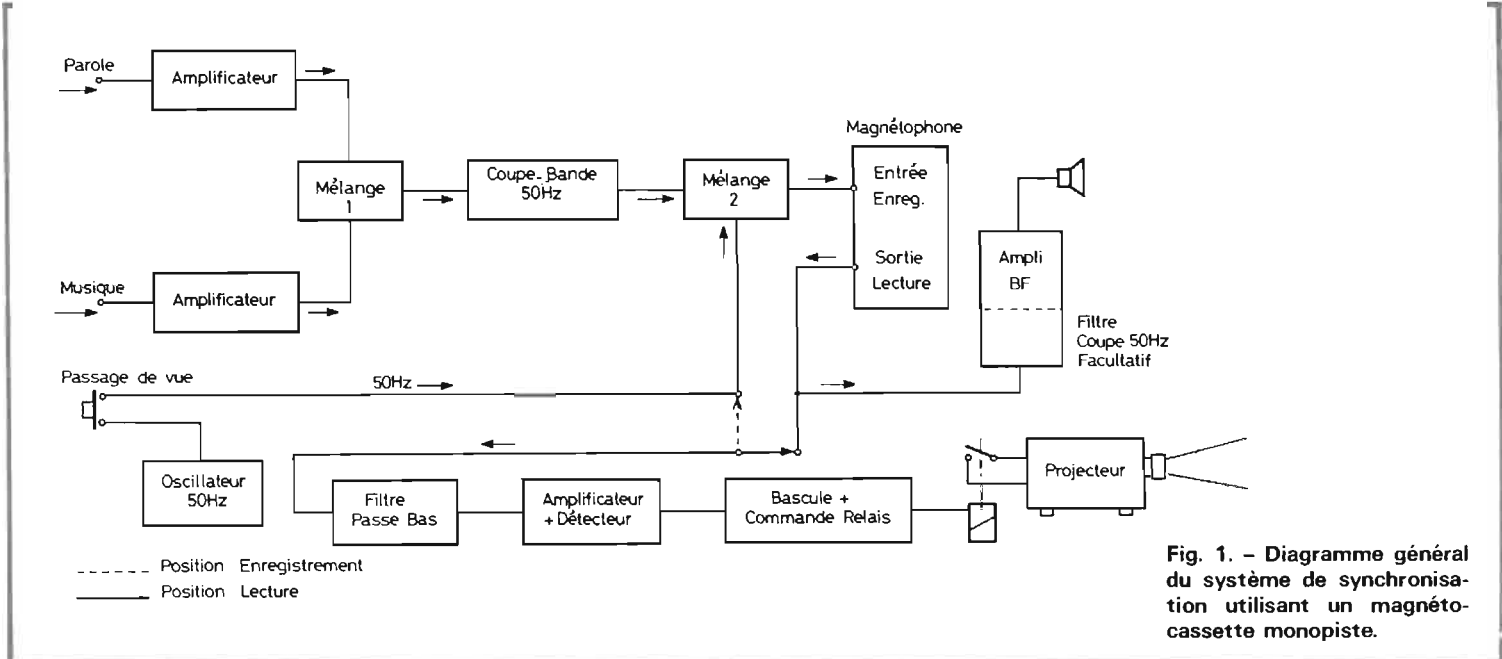 Parole
Amplificateur
Mélange
1
Coupe-Bande
50Hz
Mélange
2
Magnétophone
Entrée
Enreg.
Sortie
Lecture
Ampli
BF
Filtre
Coupe 50Hz
Facultatif
Musique
Amplificateur
Passage de vue
50Hz
Oscillateur
50Hz
Filtre
Passe Bas
Amplificateur
+ Détecteur
Bascule +
Commande Relais
Projecteur
Position Enregistrement
Position Lecture
Fig. 1. – Diagramme général
du système de synchronisa-
tion utilisant un magnéto-
cassette monopiste.